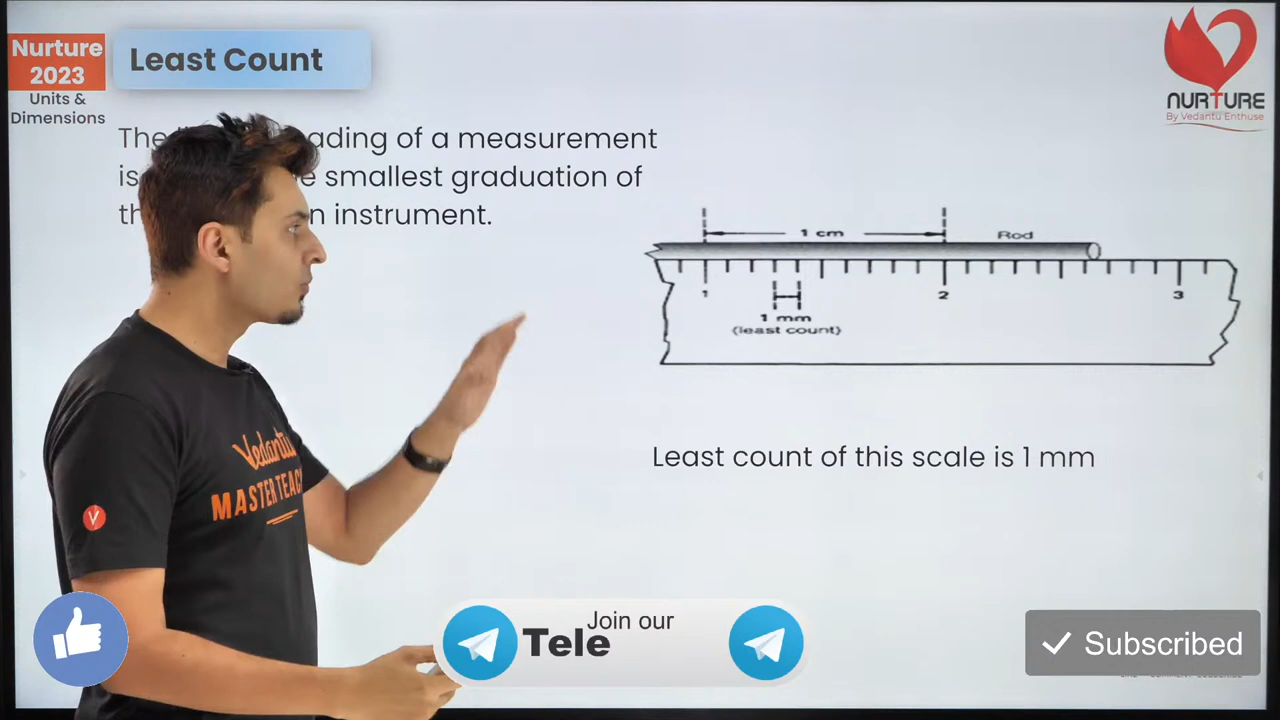 Nurture
2023
Units &
Dimensions
Least Count
The ading of a measurement
is smallest graduation of
th n instrument.
NURTURE
By Vedantu Enthuse
1 cm
Rod
1
2
3
1 mm
(least count)
Least count of this scale is 1 mm
Vedantu
MASTER TEAC
V
Join our
Tele
Subscribed